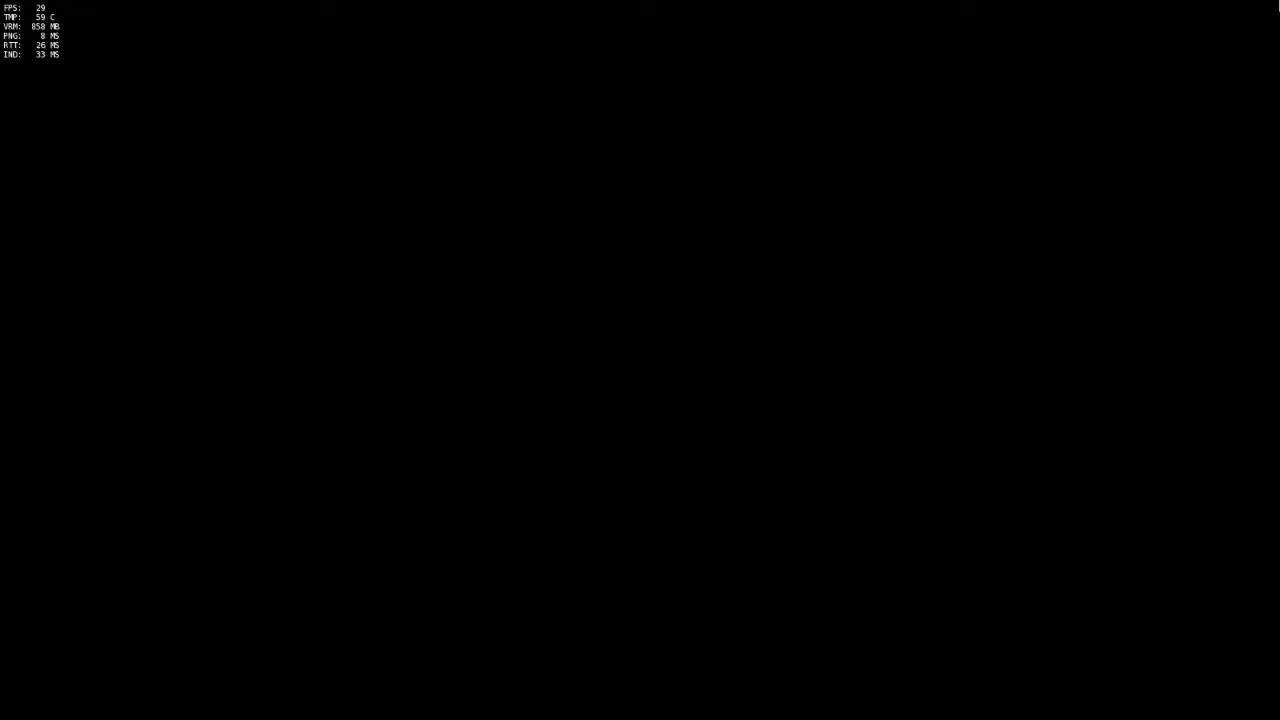 FPS: 29
TMP: 59 C
VRM: 858 MB
PNG: 8 MS
RTT: 26 MS
IND: 33 MS